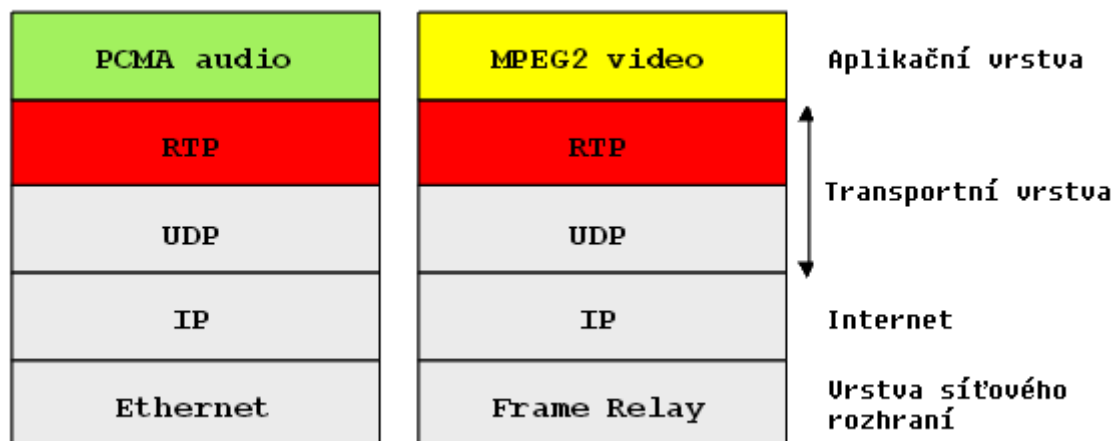 PCMA audio
MPEG2 video
Aplikační vrstva
RTP
RTP
Transportní vrstva
UDP
UDP
IP
IP
Internet
Ethernet
Frame Relay
Vrstva síťového
rozhraní